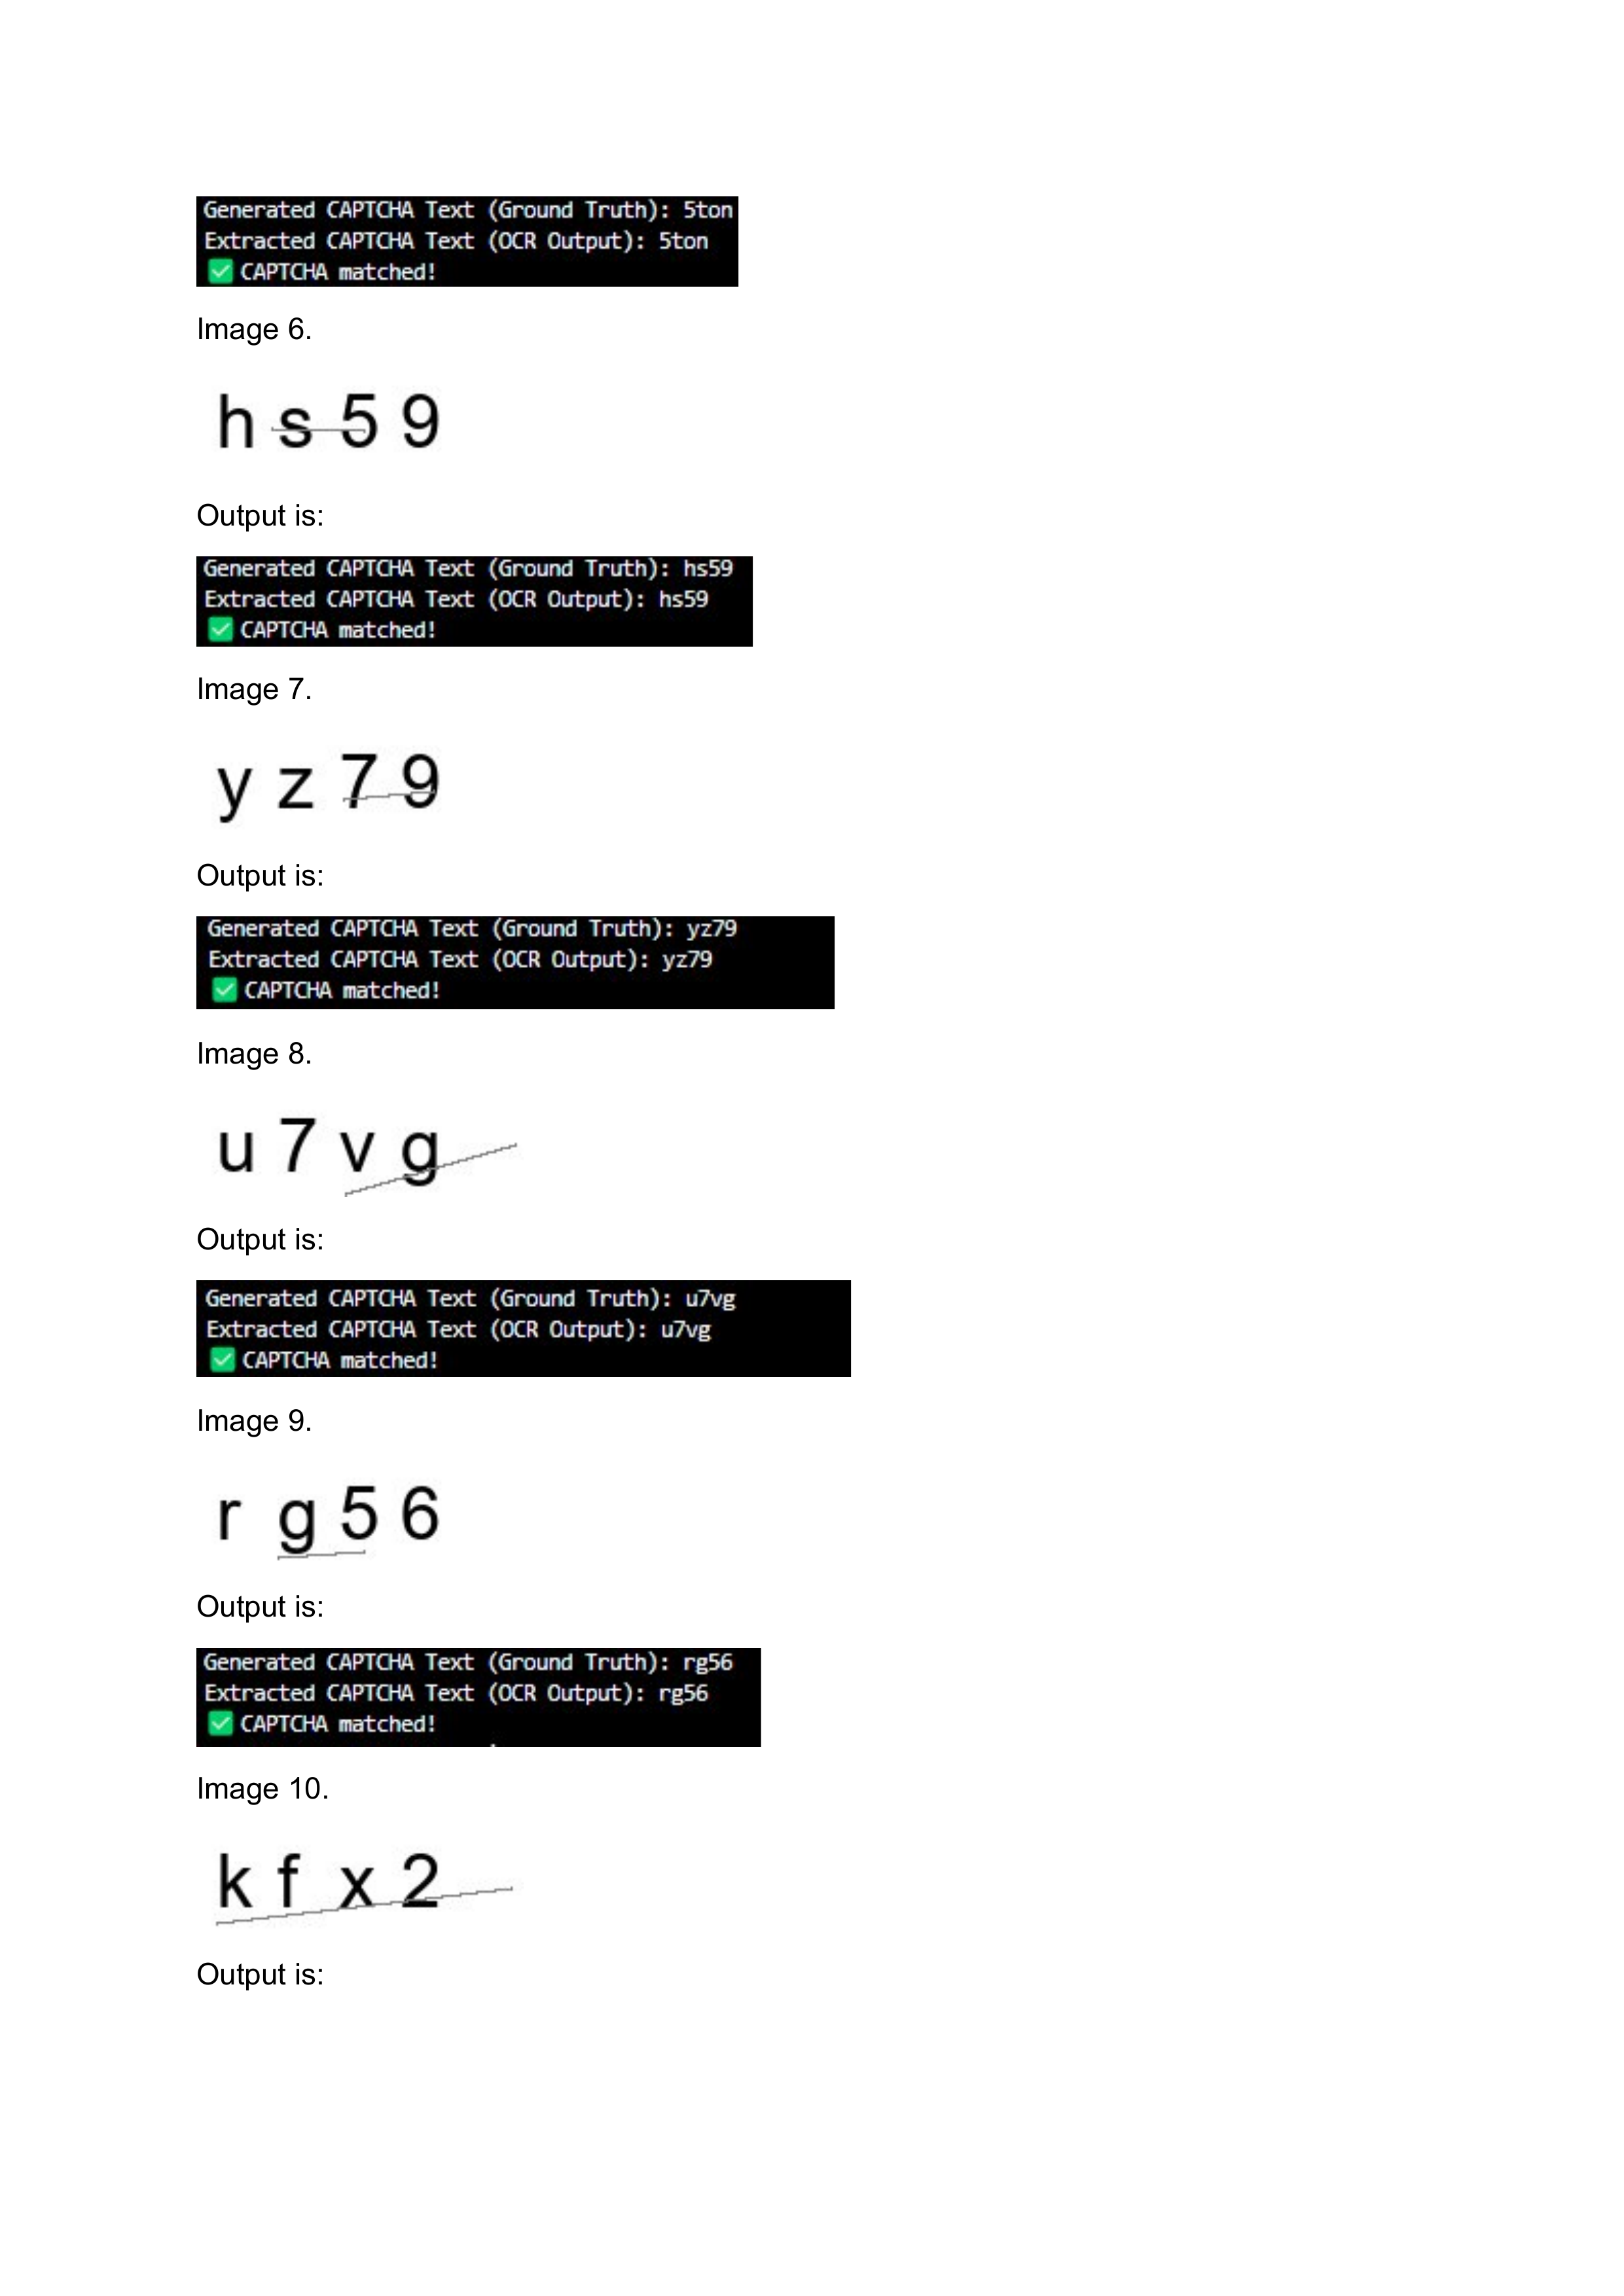 Generated CAPTCHA Text (Ground Truth): 5ton
Extracted CAPTCHA Text (OCR Output): 5ton
✅ CAPTCHA matched!
Image 6.
h s 5 9
Output is:
Generated CAPTCHA Text (Ground Truth): hs59
Extracted CAPTCHA Text (OCR Output): hs59
✅ CAPTCHA matched!
Image 7.
y z 7 9
Output is:
Generated CAPTCHA Text (Ground Truth): yz79
Extracted CAPTCHA Text (OCR Output): yz79
✅ CAPTCHA matched!
Image 8.
u 7 v g
Output is:
Generated CAPTCHA Text (Ground Truth): u7vg
Extracted CAPTCHA Text (OCR Output): u7vg
✅ CAPTCHA matched!
Image 9.
r g 5 6
Output is:
Generated CAPTCHA Text (Ground Truth): rg56
Extracted CAPTCHA Text (OCR Output): rg56
✅ CAPTCHA matched!
Image 10.
k f x 2
Output is: